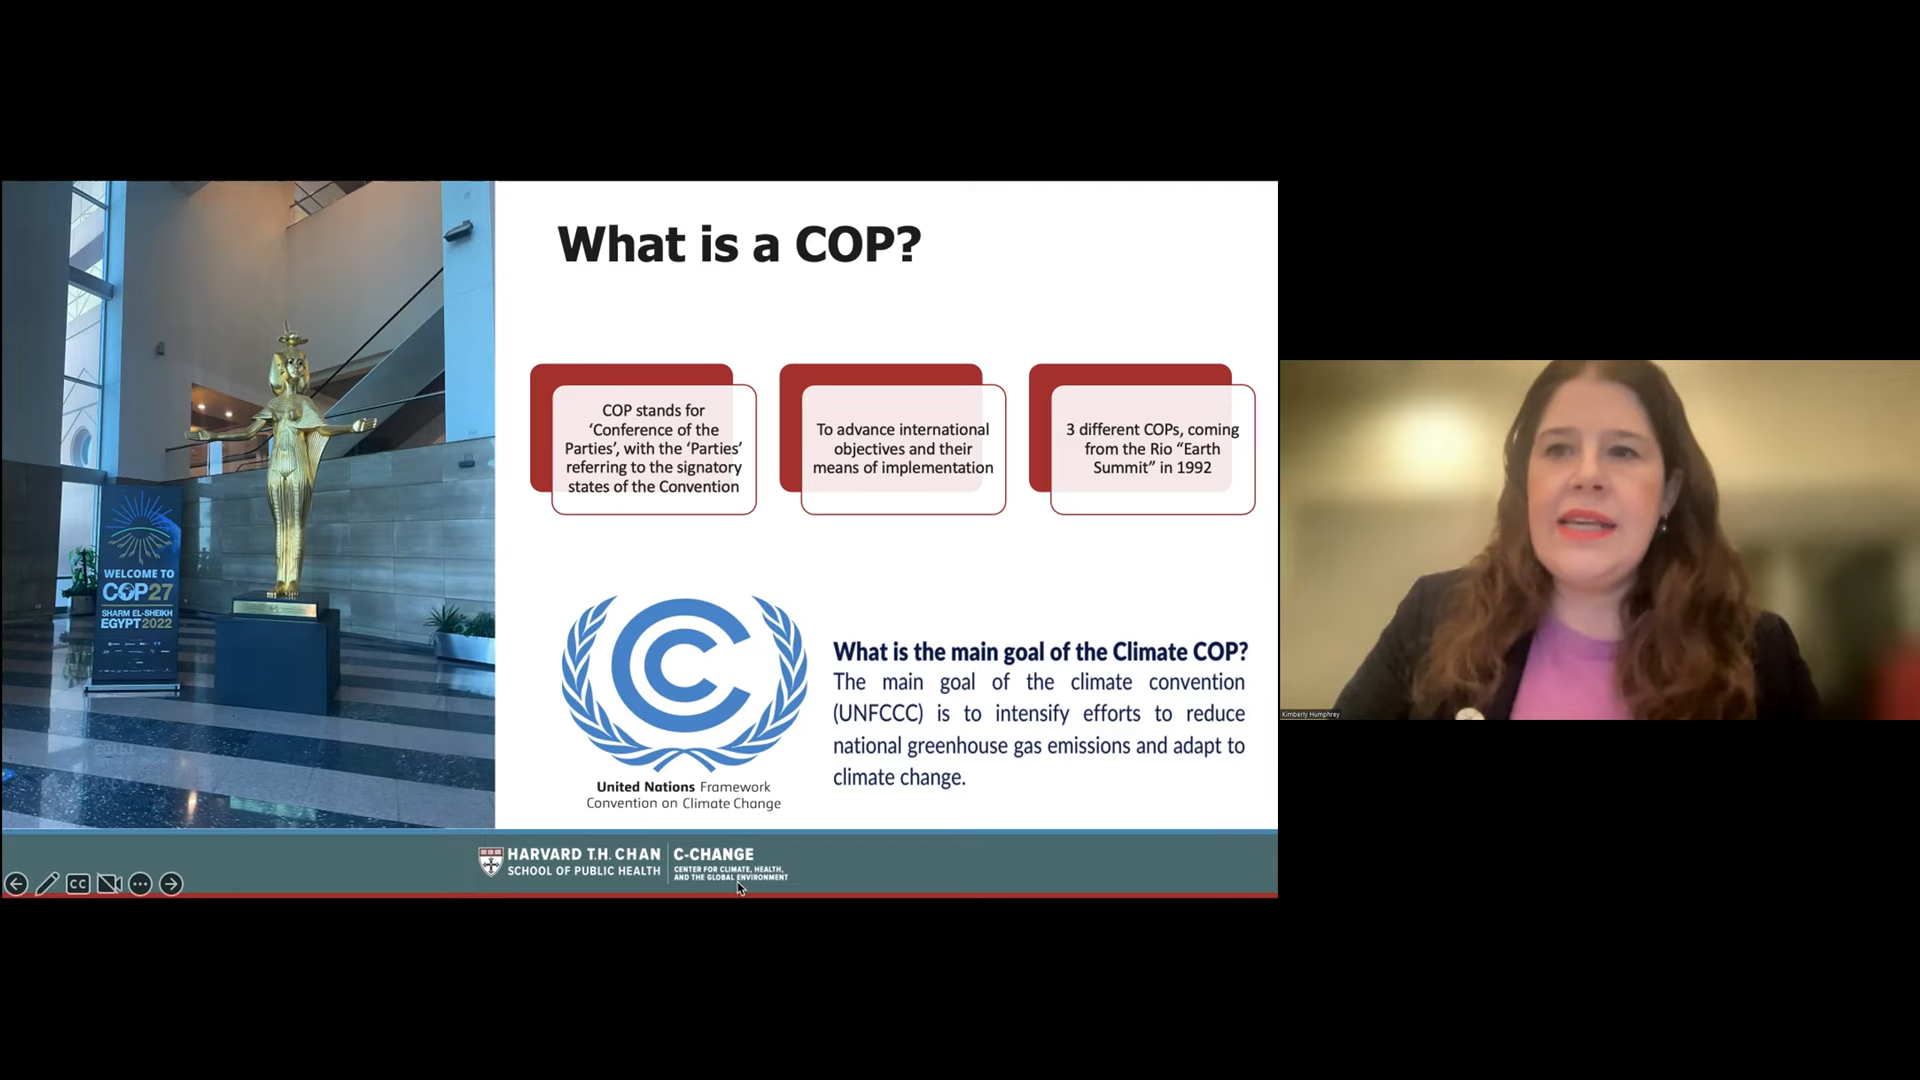 What is a COP?
COP stands for
‘Conference of the
Parties’, with the ‘Parties’
referring to the signatory
states of the Convention
To advance international
objectives and their
means of implementation
3 different COPs, coming
from the Rio “Earth
Summit” in 1992
WELCOME TO
COP27
SHARM EL-SHEIKH
EGYPT2022
United Nations Framework
Convention on Climate Change
What is the main goal of the Climate COP?
The main goal of the climate convention
(UNFCCC) is to intensify efforts to reduce
national greenhouse gas emissions and adapt to
climate change.
HARVARD T.H. CHAN
SCHOOL OF PUBLIC HEALTH
C-CHANGE
CENTER FOR CLIMATE, HEALTH,
AND THE GLOBAL ENVIRONMENT
CC
Kimberly Humphrey